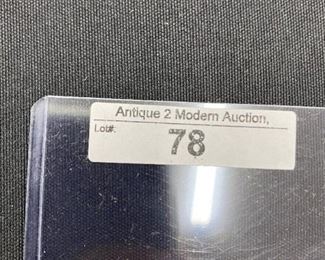 Antique 2 Modern Auction,
Lot#: 78